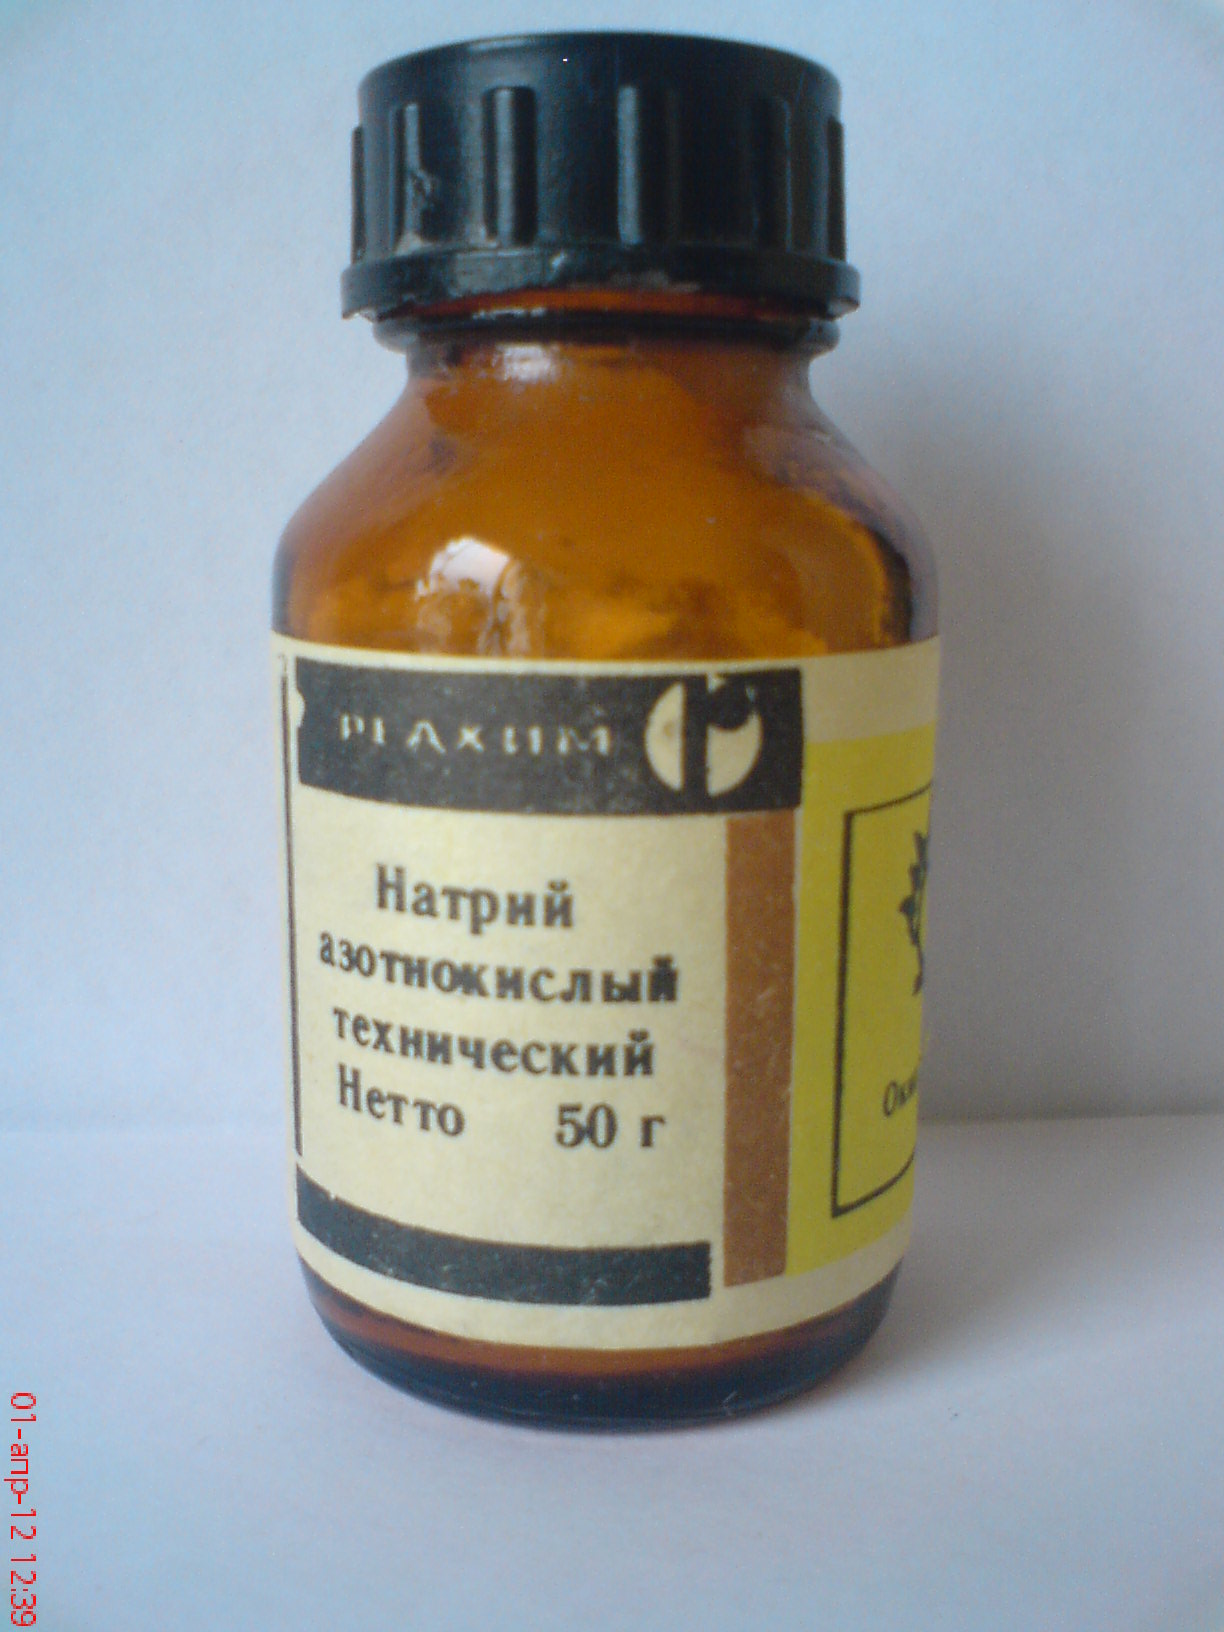 РЕАХИМ
Натрий
азотнокислый
технический
Нетто 50 г
01-апр-12 12:39